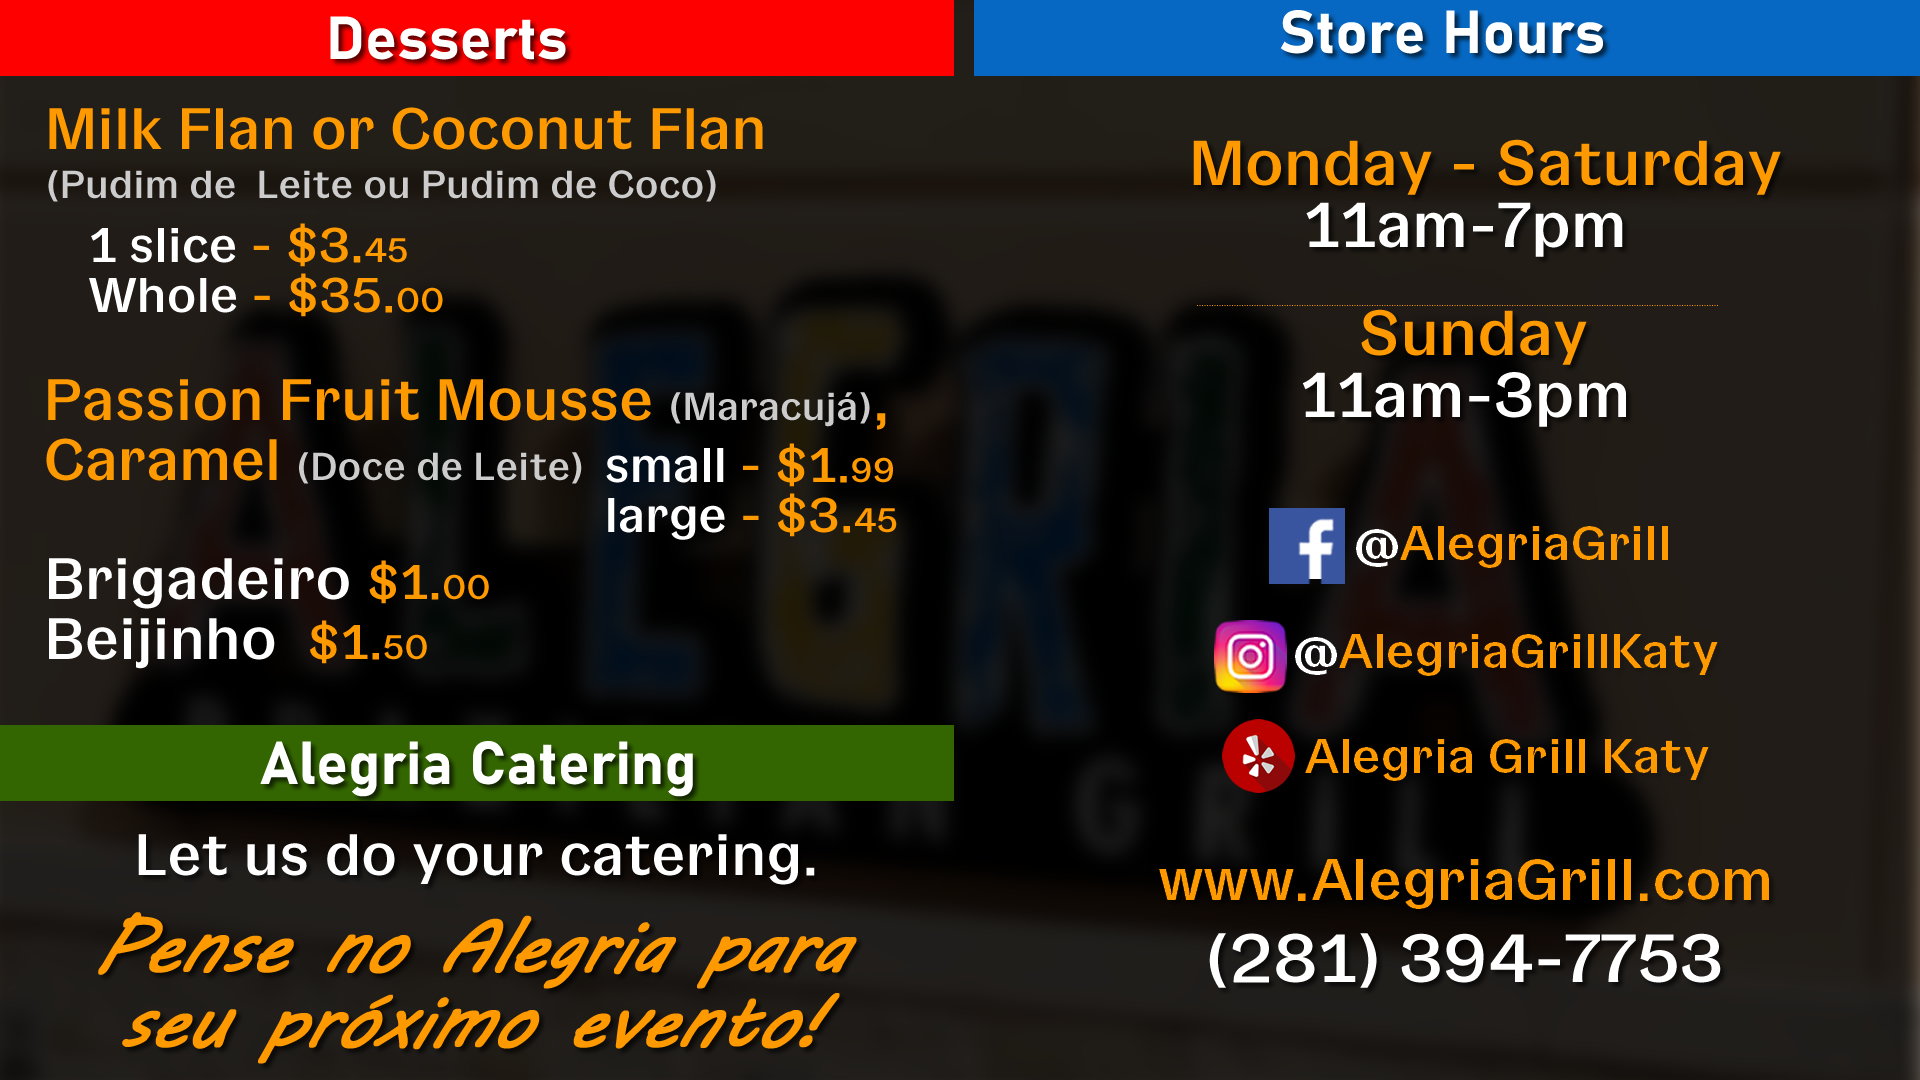 Desserts
Milk Flan or Coconut Flan
(Pudim de Leite ou Pudim de Coco)
1 slice - $3.45
Whole - $35.00
Passion Fruit Mousse (Maracujá),
Caramel (Doce de Leite) small - $1.99
large - $3.45
Brigadeiro $1.00
Beijinho $1.50
Alegria Catering
Let us do your catering.
Pense no Alegria para
seu próximo evento!
Store Hours
Monday - Saturday
11am-7pm
Sunday
11am-3pm
@AlegriaGrill
@AlegriaGrillKaty
Alegria Grill Katy
www.AlegriaGrill.com
(281) 394-7753
ALEGRIA
GRILL